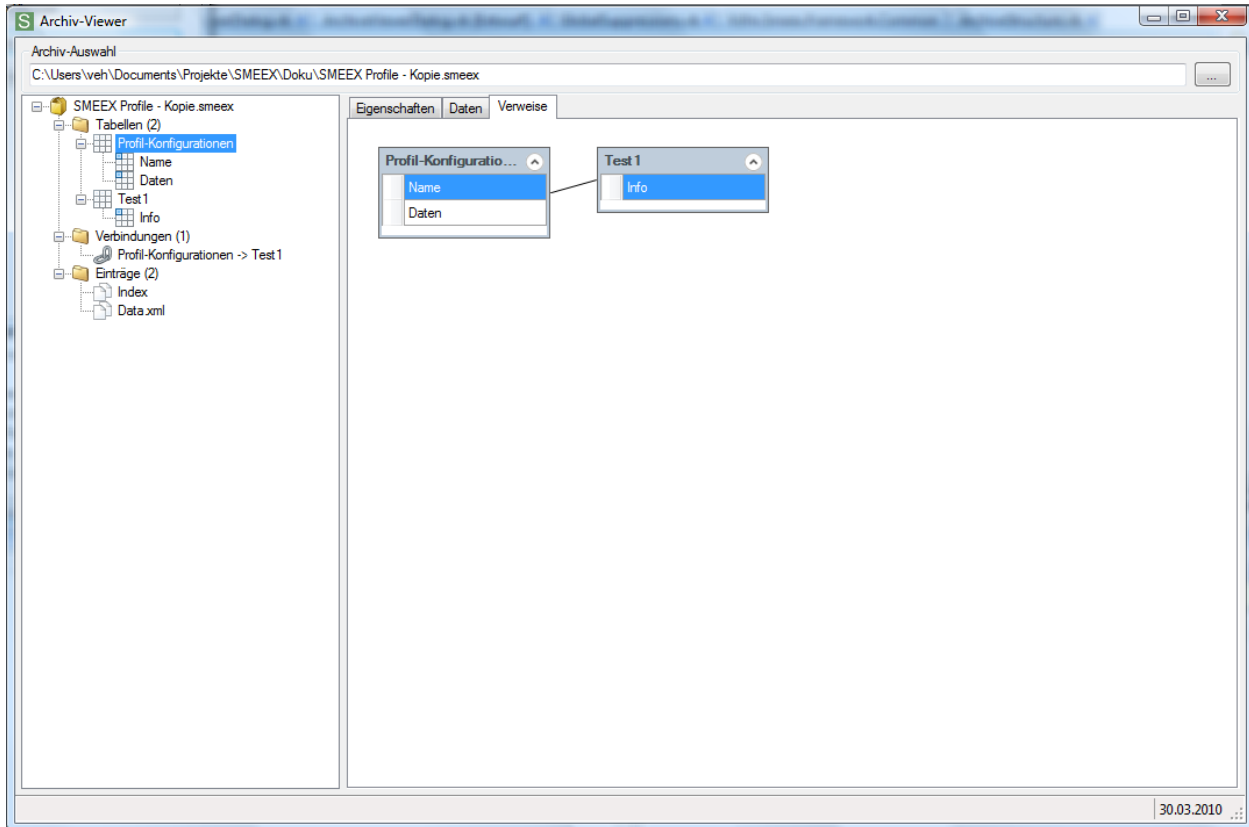 Archiv-Viewer
Archiv-Auswahl
C:\Users\veh\Documents\Projekte\SMEEX\Doku\SMEEX Profile - Kopie.smeex
...
SMEEX Profile - Kopie.smeex
Tabellen (2)
Profil-Konfigurationen
Name
Daten
Test1
Info
Verbindungen (1)
Profil-Konfigurationen -> Test1
Einträge (2)
Index
Data.xml
Eigenschaften Daten Verweise
Profil-Konfiguratio...
Name
Daten
Test1
Info
30.03.2010